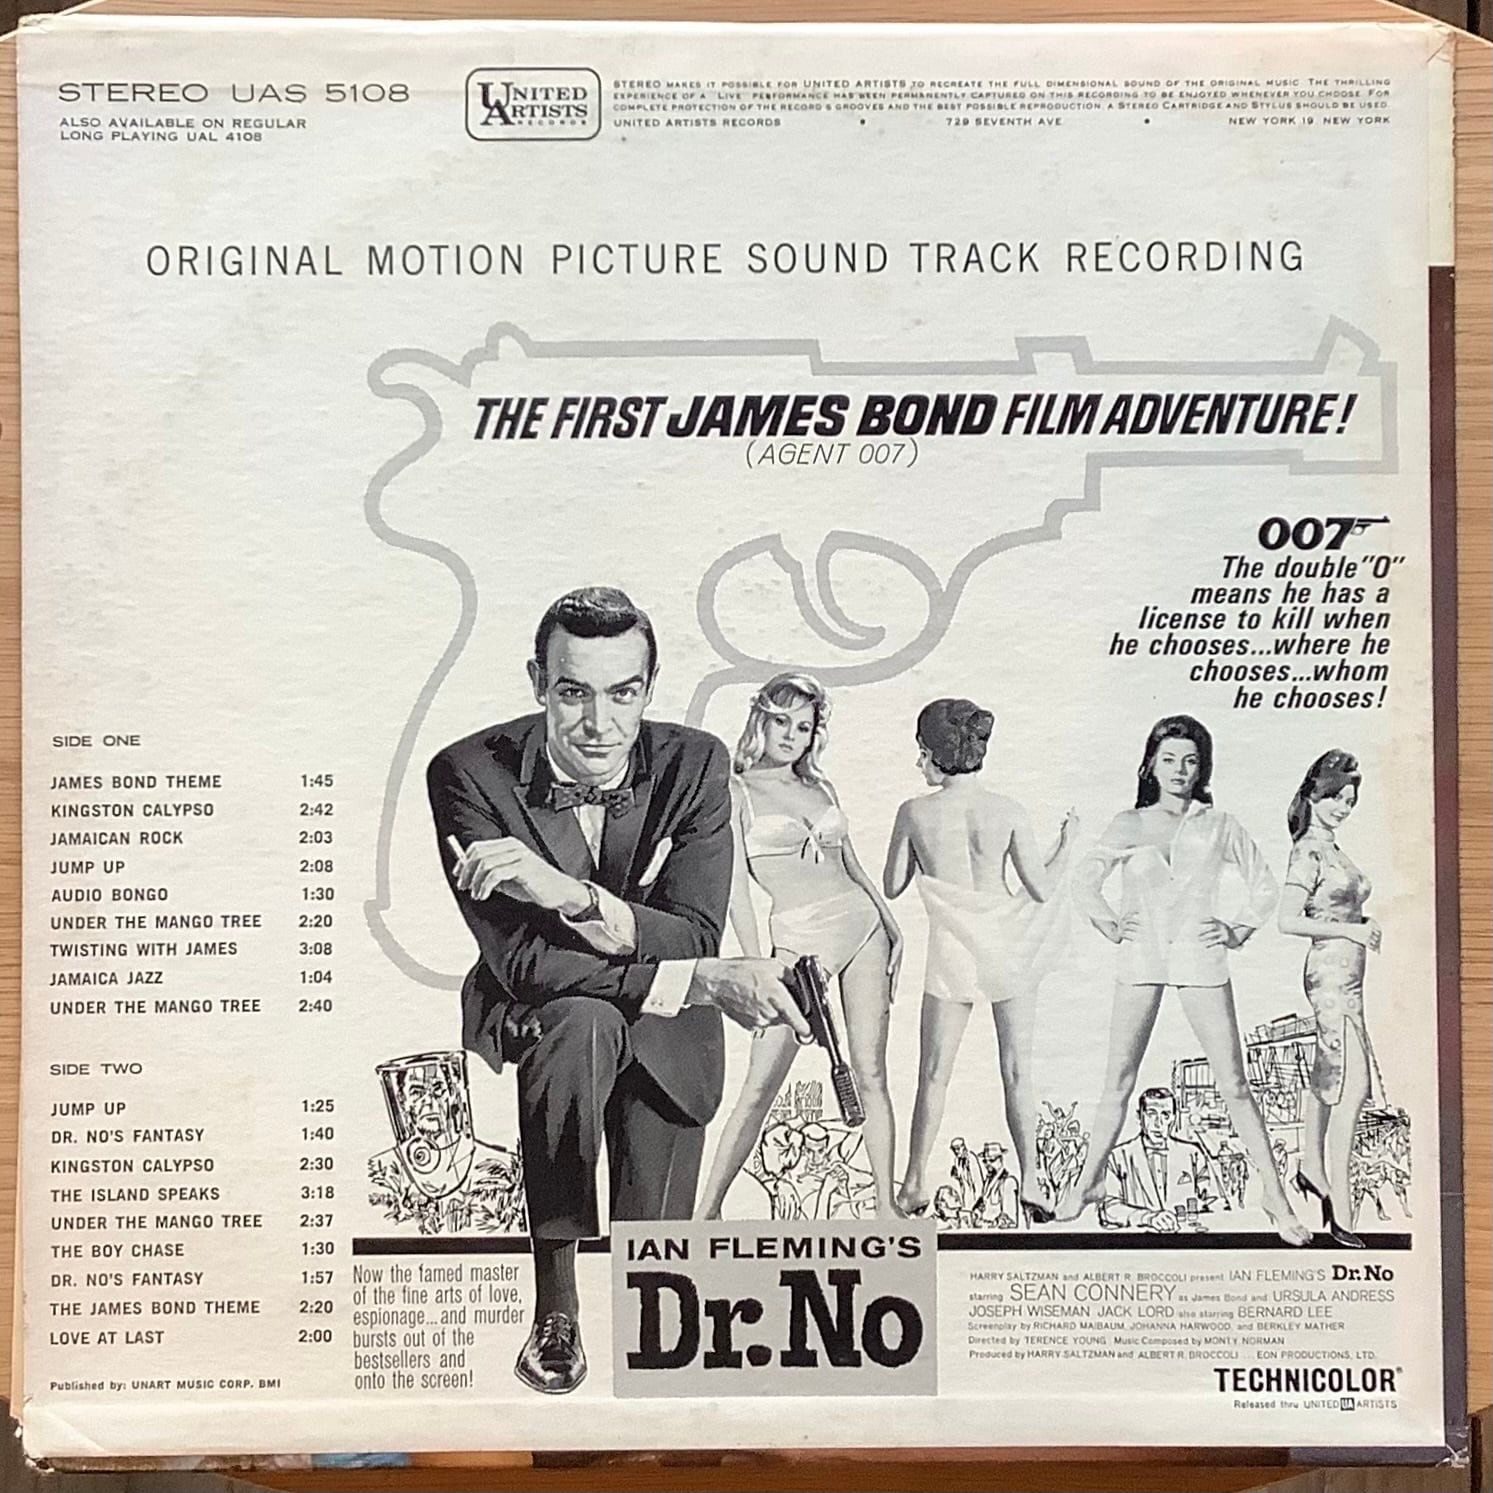 STEREO UAS 5108
ALSO AVAILABLE ON REGULAR
LONG PLAYING UAL 4108
UNITED
ARTISTS
RECORDS
STEREO MAKES IT POSSIBLE FOR UNITED ARTISTS TO RECREATE THE FULL DIMENSIONAL SOUND OF THE ORIGINAL MUSIC. THE THRILLING
EXPERIENCE OF A "LIVE" PERFORMANCE HAS BEEN PERMANENTLY CAPTURED ON THIS RECORDING TO BE ENJOYED WHENEVER YOU CHOOSE. FOR
COMPLETE PROTECTION OF THE RECORD'S GROOVES AND THE BEST POSSIBLE REPRODUCTION, A STEREO CARTRIDGE AND STYLUS SHOULD BE USED.
UNITED ARTISTS RECORDS • 729 SEVENTH AVE. • NEW YORK 19, NEW YORK
ORIGINAL MOTION PICTURE SOUND TRACK RECORDING
THE FIRST JAMES BOND FILM ADVENTURE!
(AGENT 007)
007
The double "O"
means he has a
license to kill when
he chooses...where he
chooses...whom
he chooses!
SIDE ONE
JAMES BOND THEME 1:45
KINGSTON CALYPSO 2:42
JAMAICAN ROCK 2:03
JUMP UP 2:08
AUDIO BONGO 1:30
UNDER THE MANGO TREE 2:20
TWISTING WITH JAMES 3:08
JAMAICA JAZZ 1:04
UNDER THE MANGO TREE 2:40
SIDE TWO
JUMP UP 1:25
DR. NO'S FANTASY 1:40
KINGSTON CALYPSO 2:30
THE ISLAND SPEAKS 3:18
UNDER THE MANGO TREE 2:37
THE BOY CHASE 1:30
DR. NO'S FANTASY 1:57
THE JAMES BOND THEME 2:20
LOVE AT LAST 2:00
Published by: UNART MUSIC CORP. BMI
Now the famed master
of the fine arts of love,
espionage...and murder
bursts out of the
bestsellers and
onto the screen!
IAN FLEMING'S
Dr. No
HARRY SALTZMAN and ALBERT R. BROCCOLI present IAN FLEMING'S Dr. No
starring SEAN CONNERY as James Bond and URSULA ANDRESS
JOSEPH WISEMAN JACK LORD also starring BERNARD LEE
Screenplay by RICHARD MAIBAUM, JOHANNA HARWOOD, and BERKLEY MATHER
Directed by TERENCE YOUNG Music Composed by MONTY NORMAN
Produced by HARRY SALTZMAN and ALBERT R. BROCCOLI ... EON PRODUCTIONS, LTD.
TECHNICOLOR®
Released thru UNITED UA ARTISTS